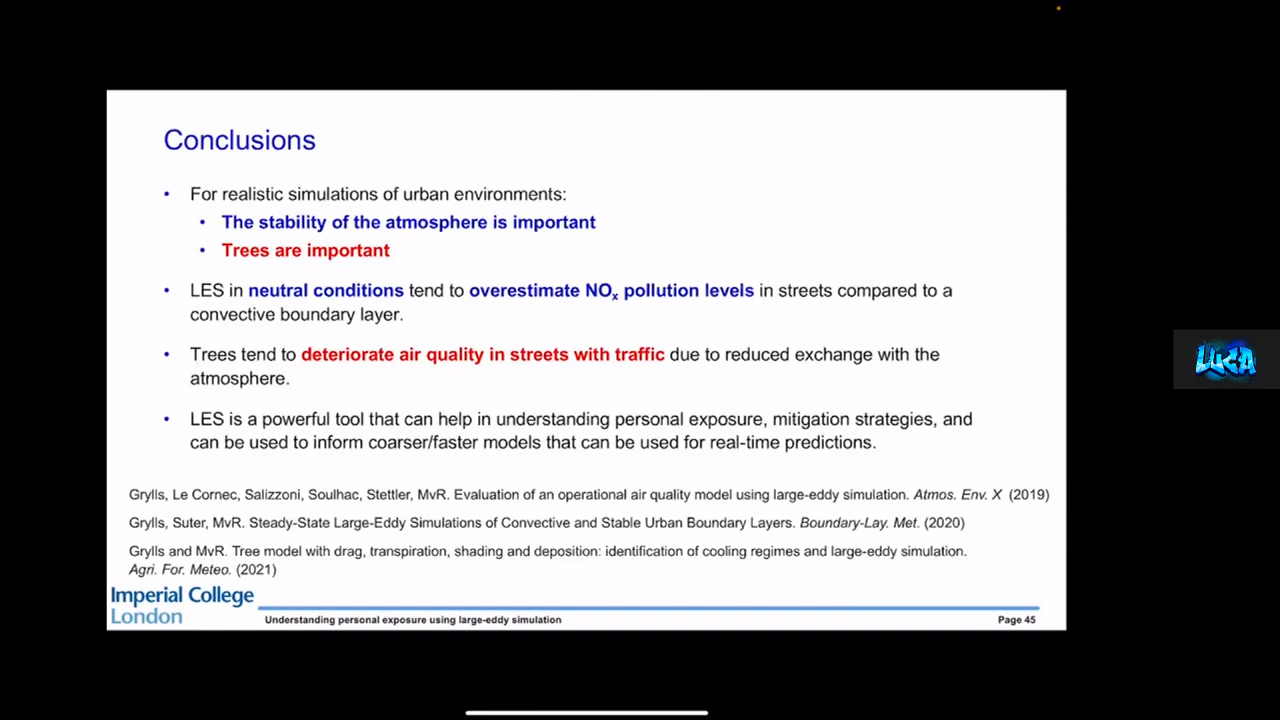 Conclusions
• For realistic simulations of urban environments:
• The stability of the atmosphere is important
• Trees are important
• LES in neutral conditions tend to overestimate NOx pollution levels in streets compared to a
convective boundary layer.
• Trees tend to deteriorate air quality in streets with traffic due to reduced exchange with the
atmosphere.
• LES is a powerful tool that can help in understanding personal exposure, mitigation strategies, and
can be used to inform coarser/faster models that can be used for real-time predictions.
Grylls, Le Cornec, Salizzoni, Soulhac, Stettler, MvR. Evaluation of an operational air quality model using large-eddy simulation. Atmos. Env. X (2019)
Grylls, Suter, MvR. Steady-State Large-Eddy Simulations of Convective and Stable Urban Boundary Layers. Boundary-Lay. Met. (2020)
Grylls and MvR. Tree model with drag, transpiration, shading and deposition: identification of cooling regimes and large-eddy simulation.
Agri. For. Meteo. (2021)
Imperial College
London
Understanding personal exposure using large-eddy simulation
Page 45
LUCA